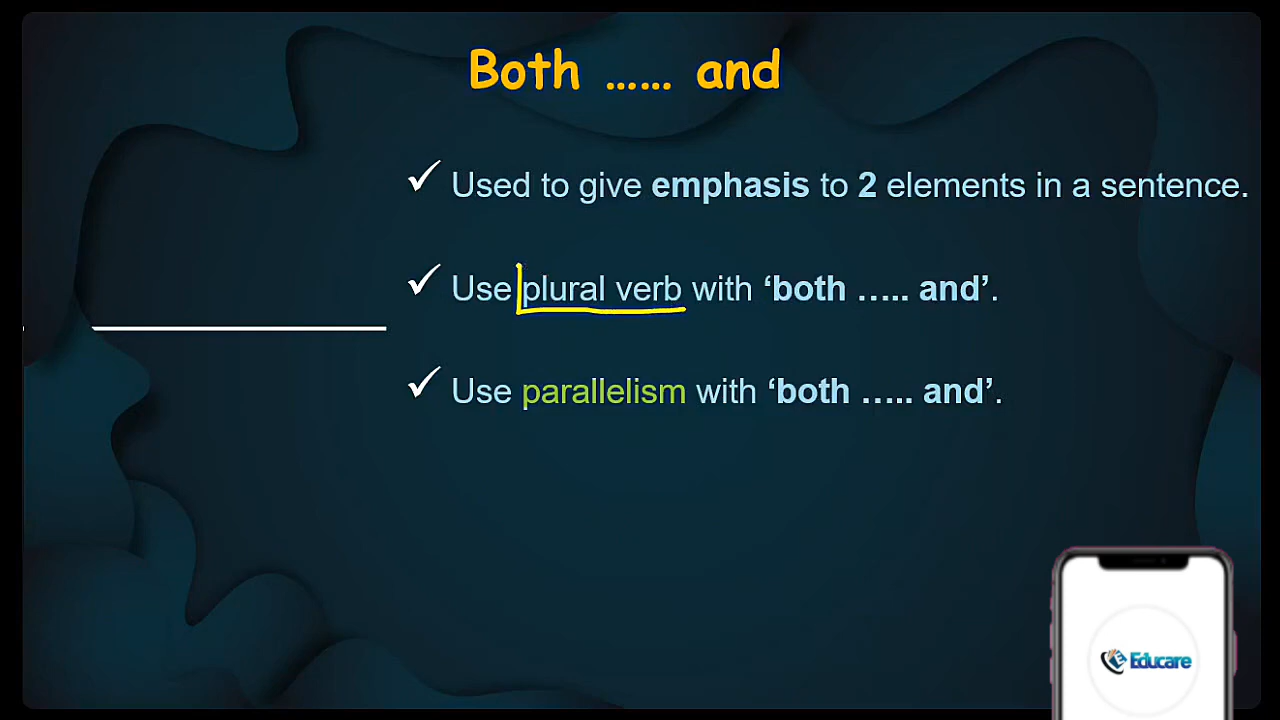 Both ...... and
✓ Used to give emphasis to 2 elements in a sentence.
✓ Use plural verb with ‘both ….. and’.
✓ Use parallelism with ‘both ….. and’.
Educare